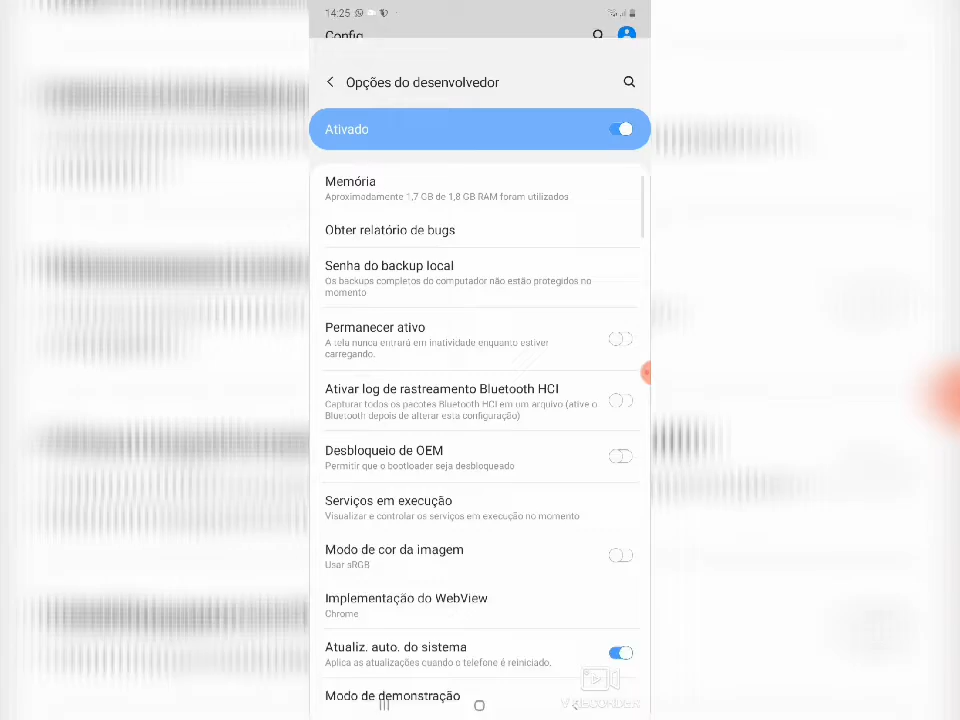 14:25
Config
Opções do desenvolvedor
Ativado
Memória
Aproximadamente 1,7 GB de 1,8 GB RAM foram utilizados
Obter relatório de bugs
Senha do backup local
Os backups completos do computador não estão protegidos no
momento
Permanecer ativo
A tela nunca entrará em inatividade enquanto estiver
carregando.
Ativar log de rastreamento Bluetooth HCI
Capturar todos os pacotes Bluetooth HCI em um arquivo (ative o
Bluetooth depois de alterar esta configuração)
Desbloqueio de OEM
Permitir que o bootloader seja desbloqueado
Serviços em execução
Visualizar e controlar os serviços em execução no momento
Modo de cor da imagem
Usar sRGB
Implementação do WebView
Chrome
Atualiz. auto. do sistema
Aplica as atualizações quando o telefone é reiniciado.
Modo de demonstração
V RECORDER